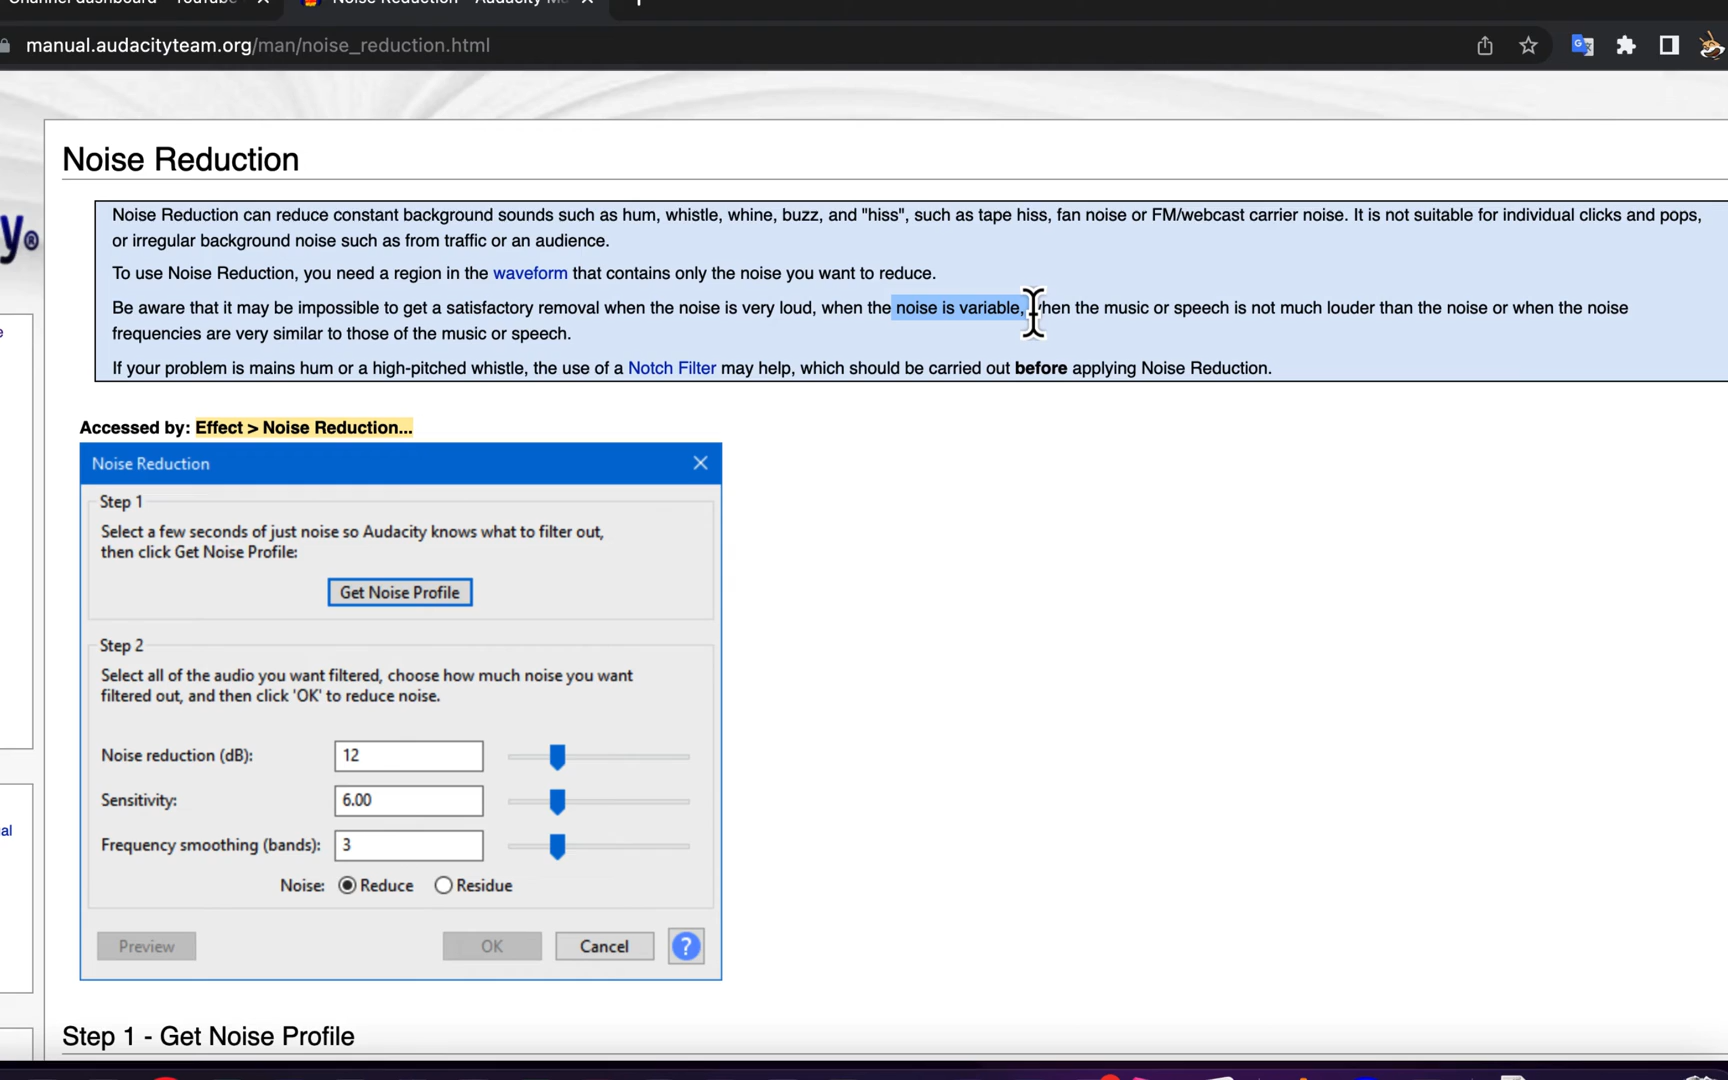 manual.audacityteam.org/man/noise_reduction.html
Noise Reduction
Noise Reduction can reduce constant background sounds such as hum, whistle, whine, buzz, and "hiss", such as tape hiss, fan noise or FM/webcast carrier noise. It is not suitable for individual clicks and pops,
or irregular background noise such as from traffic or an audience.
To use Noise Reduction, you need a region in the waveform that contains only the noise you want to reduce.
Be aware that it may be impossible to get a satisfactory removal when the noise is very loud, when the noise is variable, when the music or speech is not much louder than the noise or when the noise
frequencies are very similar to those of the music or speech.
If your problem is mains hum or a high-pitched whistle, the use of a Notch Filter may help, which should be carried out before applying Noise Reduction.
y®
Accessed by: Effect > Noise Reduction...
Noise Reduction
Step 1
Select a few seconds of just noise so Audacity knows what to filter out,
then click Get Noise Profile:
Get Noise Profile
Step 2
Select all of the audio you want filtered, choose how much noise you want
filtered out, and then click 'OK' to reduce noise.
Noise reduction (dB): 12
Sensitivity: 6.00
Frequency smoothing (bands): 3
Noise: Reduce Residue
Preview OK Cancel ?
Step 1 - Get Noise Profile